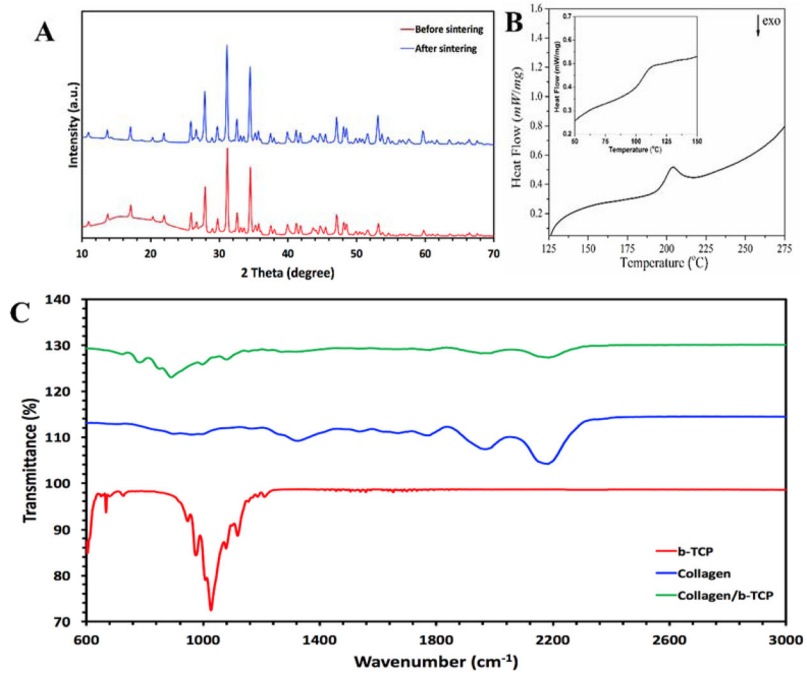 A
Before sintering
After sintering
Intensity (a.u.)
10 20 30 40 50 60 70
2 Theta (degree)
B
exo
Heat Flow (mW/mg)
1.6
1.4
1.2
1.0
0.8
0.6
0.4
0.2
125 150 175 200 225 250 275
Temperature (°C)
Heat Flow (mW/mg)
0.7
0.6
0.5
0.4
0.3
0.2
50 75 100 125 150
Temperature (°C)
C
Transmittance (%)
140
130
120
110
100
90
80
70
b-TCP
Collagen
Collagen/b-TCP
600 1000 1400 1800 2200 2600 3000
Wavenumber (cm⁻¹)